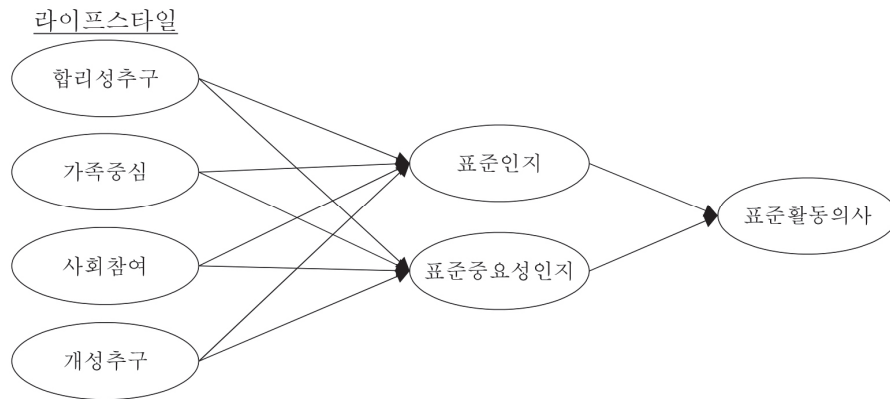 라이프스타일
합리성추구
가족중심
사회참여
개성추구
표준인지
표준중요성인지
표준활동의사